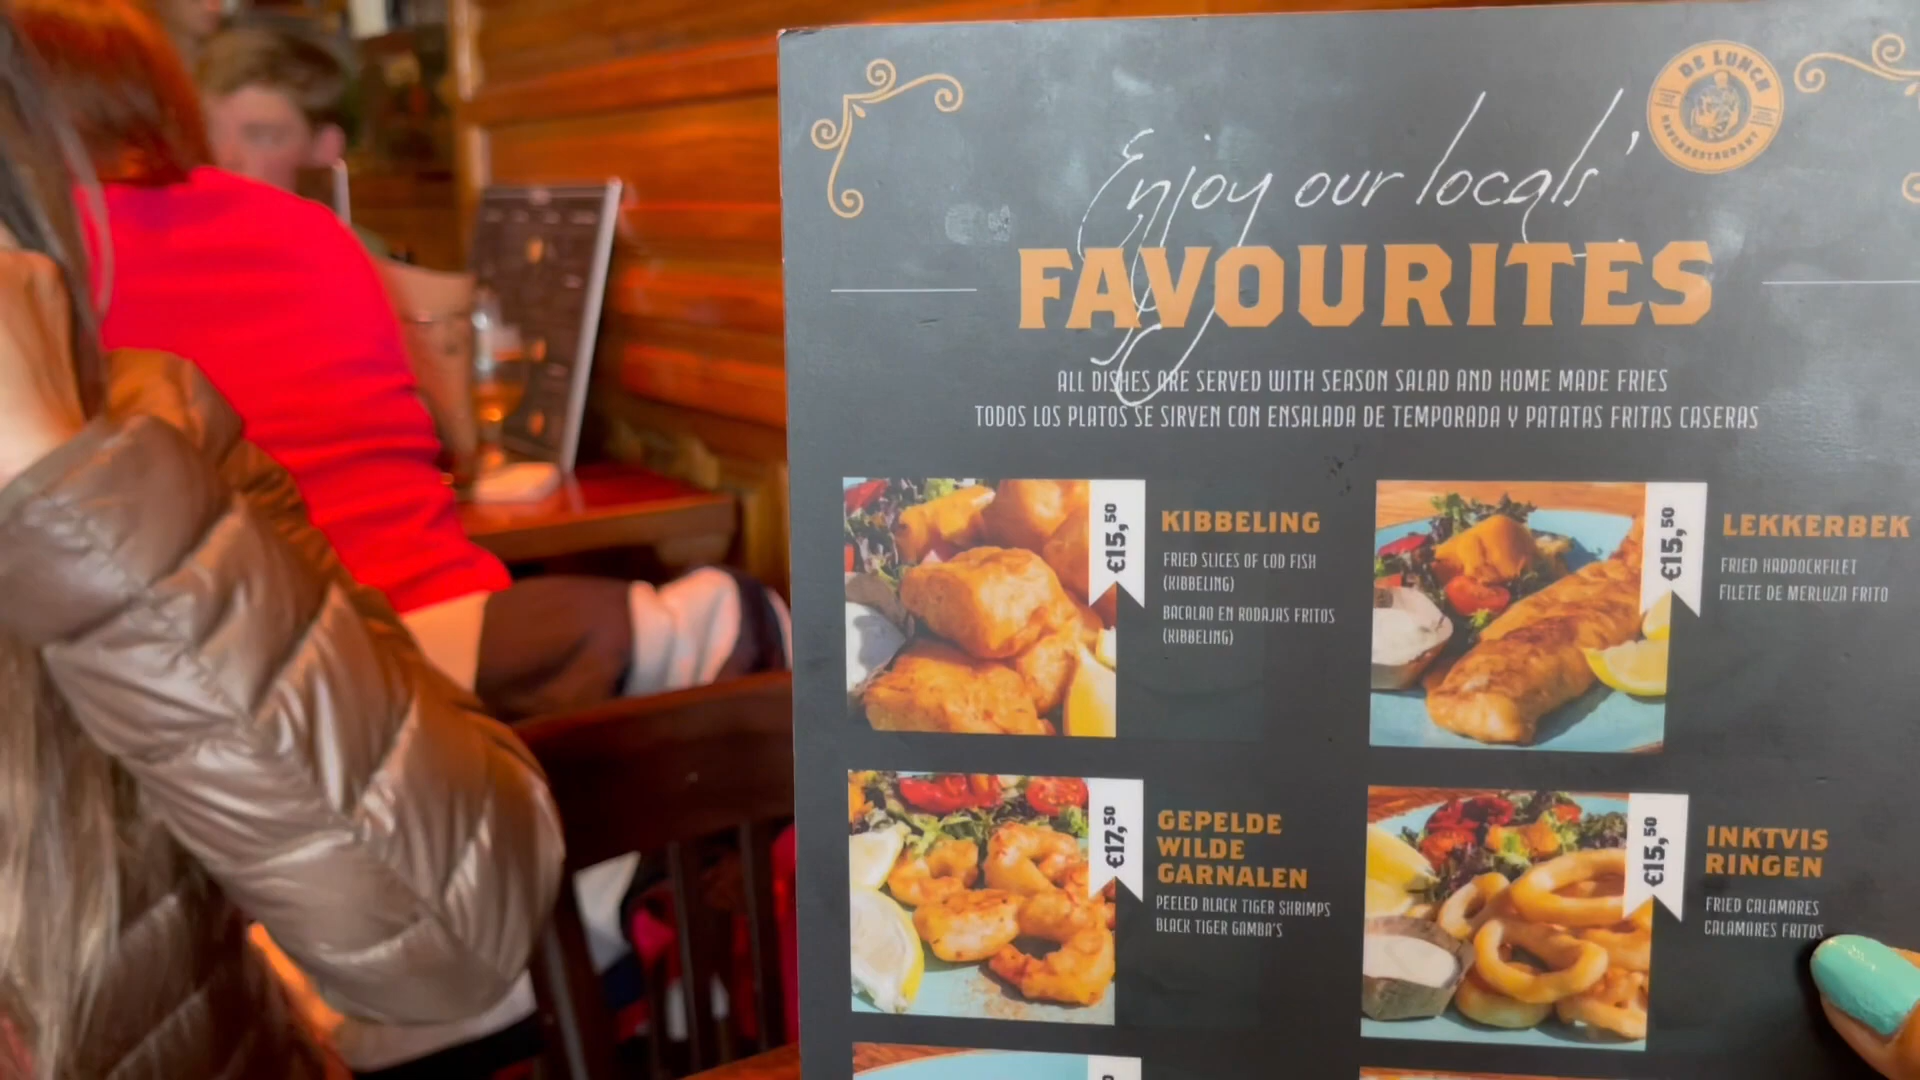 DE LUNCH
HAVENRESTAURANT
Enjoy our locals'
FAVOURITES
ALL DISHES ARE SERVED WITH SEASON SALAD AND HOME MADE FRIES
TODOS LOS PLATOS SE SIRVEN CON ENSALADA DE TEMPORADA Y PATATAS FRITAS CASERAS
€15,50
KIBBELING
FRIED SLICES OF COD FISH
(KIBBELING)
BACALAO EN RODAJAS FRITOS
(KIBBELING)
€15,50
LEKKERBEK
FRIED HADDOCKFILET
FILETE DE MERLUZA FRITO
€17,50
GEPELDE
WILDE
GARNALEN
PEELED BLACK TIGER SHRIMPS
BLACK TIGER GAMBA'S
€15,50
INKTVIS
RINGEN
FRIED CALAMARES
CALAMARES FRITOS